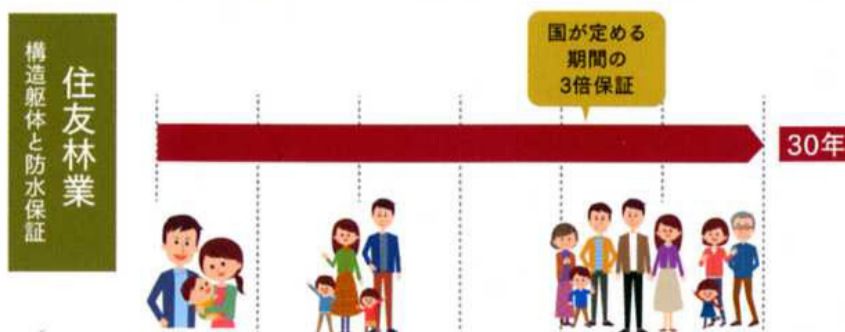 住友林業
構造躯体と防水保証
国が定める
期間の
3倍保証
30年